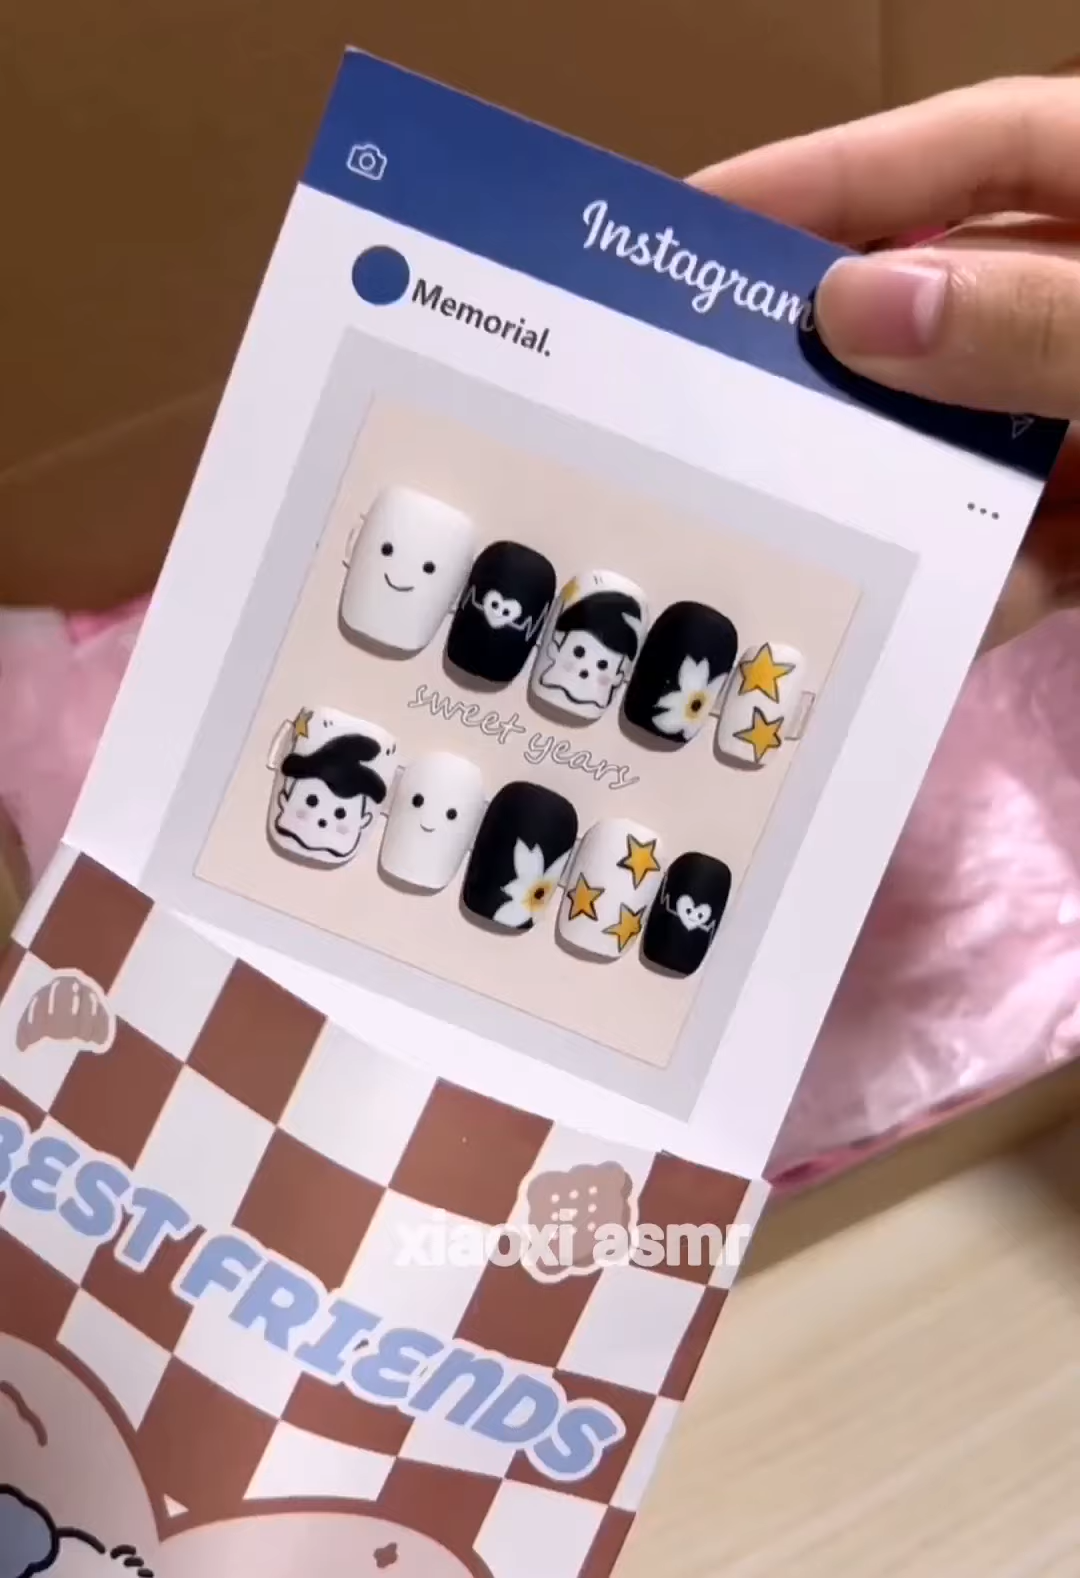 Instagram
Memorial.
sweet years
BEST FRIENDS
xiaoxi asmr